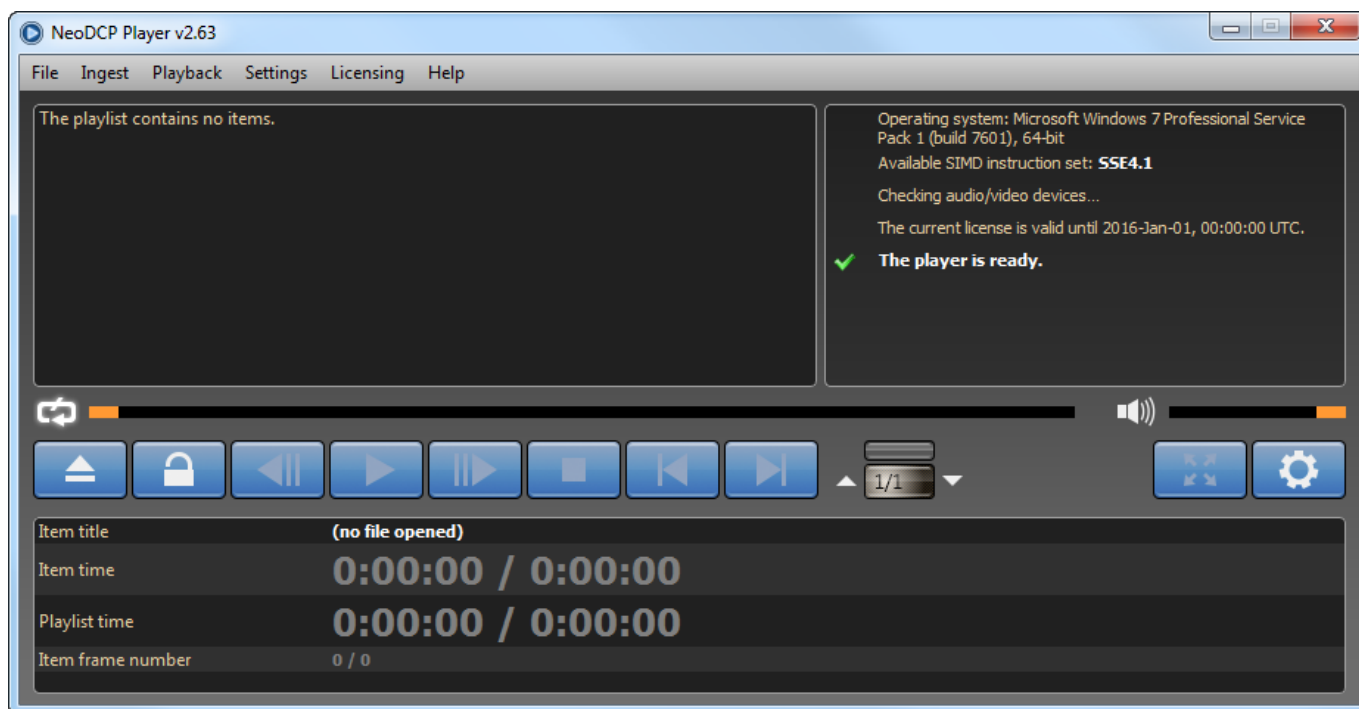 NeoDCP Player v2.63
File Ingest Playback Settings Licensing Help
The playlist contains no items.
Operating system: Microsoft Windows 7 Professional Service
Pack 1 (build 7601), 64-bit
Available SIMD instruction set: SSE4.1
Checking audio/video devices...
The current license is valid until 2016-Jan-01, 00:00:00 UTC.
The player is ready.
1/1
Item title (no file opened)
Item time 0:00:00 / 0:00:00
Playlist time 0:00:00 / 0:00:00
Item frame number 0 / 0